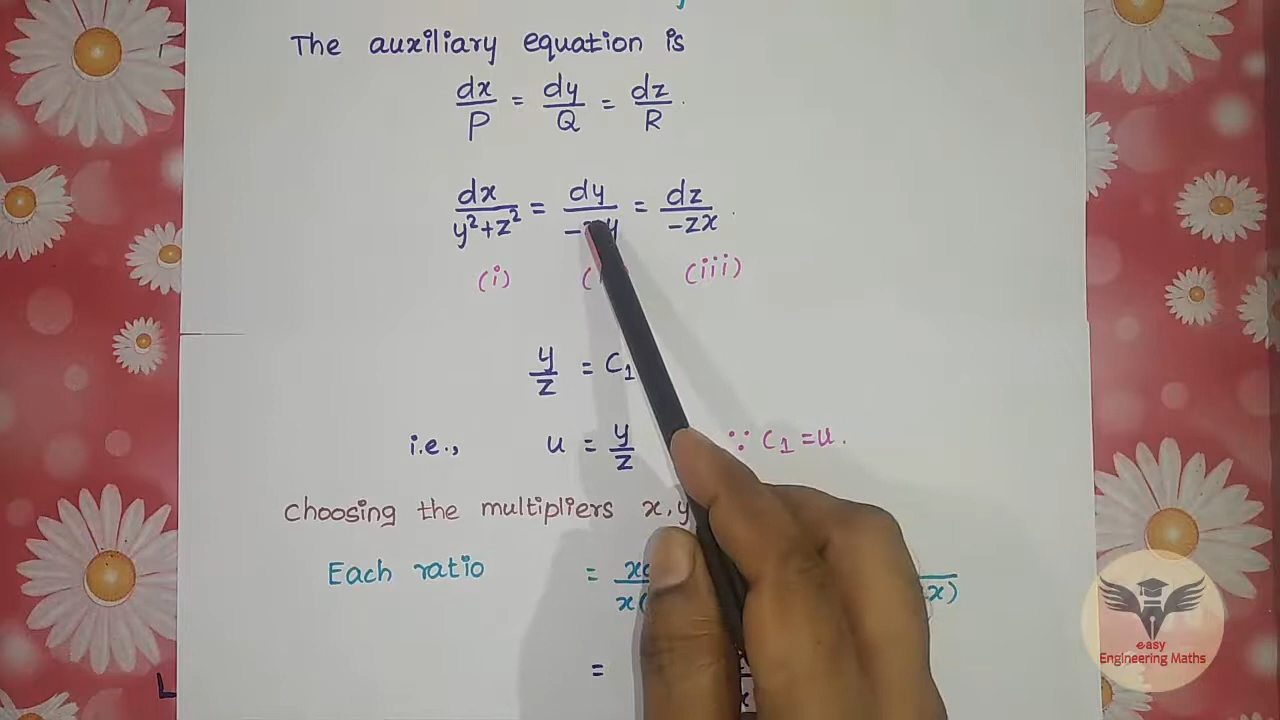 The auxiliary equation is
dx/P = dy/Q = dz/R.
dx/y²+z² = dy/-xy = dz/-zx.
(i) (iii)
y/z = C₁
i.e., u = y/z ∵ C₁ = u.
choosing the multipliers x, y
Each ratio =
x( x)
=
easy
Engineering Maths